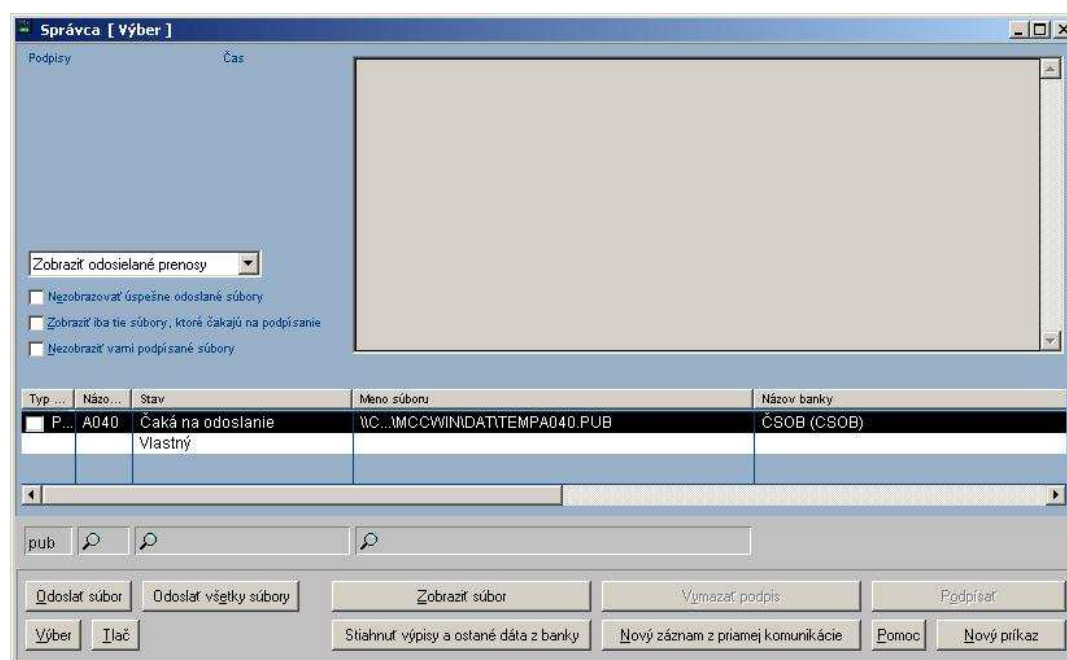 Správca [ Výber ]
Podpisy Čas
Zobraziť odosielané prenosy
Nezobrazovať úspešne odoslané súbory
Zobraziť iba tie súbory, ktoré čakajú na podpísanie
Nezobraziť vami podpísané súbory
Typ ... Názo... Stav Meno súboru Názov banky
P... A040 Čaká na odoslanie \\C...\MCCWIN\DAT\TEMPA040.PUB ČSOB (CSOB)
Vlastný
pub
Odoslať súbor Odoslať všetky súbory Zobraziť súbor Vymazať podpis Podpísať
Výber Tlač Stiahnuť výpisy a ostané dáta z banky Nový záznam z priamej komunikácie Pomoc Nový príkaz